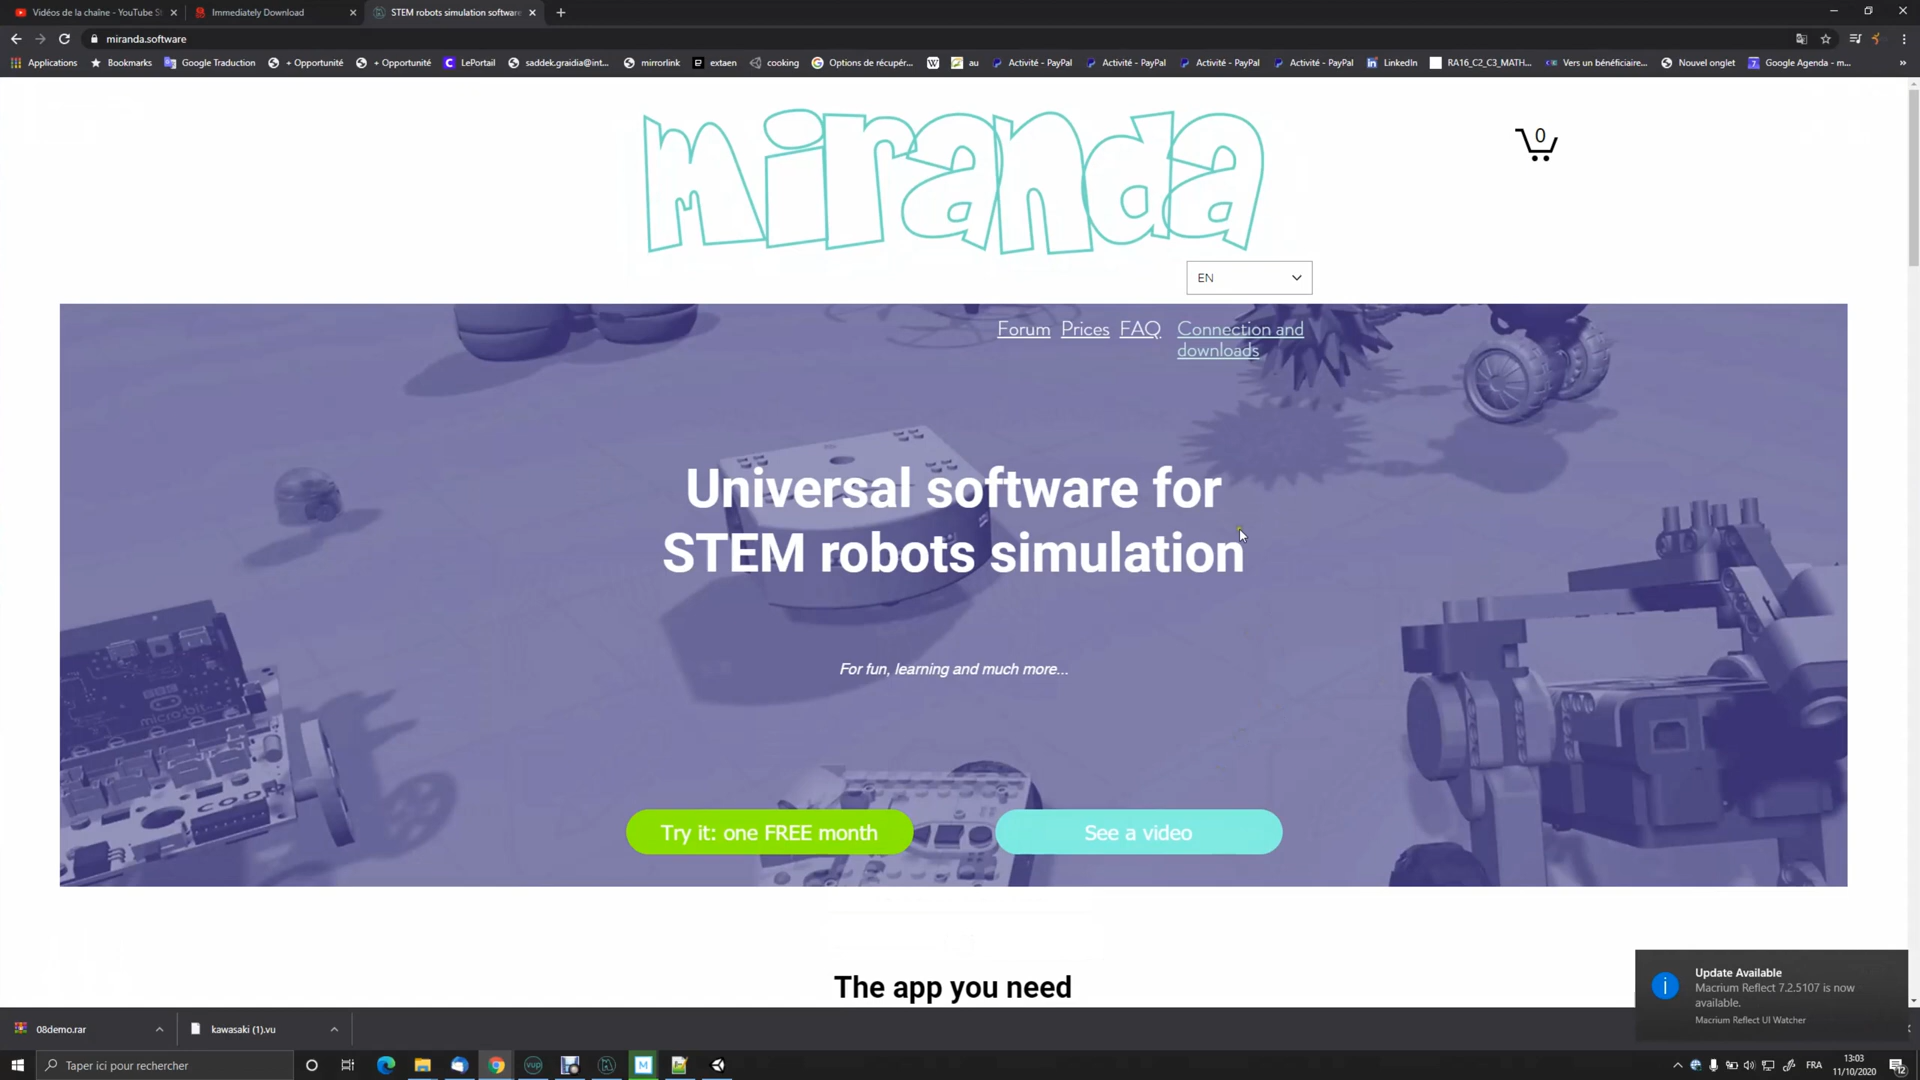 Vidéos de la chaîne - YouTube St
Immediately Download
STEM robots simulation software
miranda.software
Applications
Bookmarks
Google Traduction
+ Opportunité
+ Opportunité
LePortail
saddek.graidia@int...
mirrorlink
extaen
cooking
Options de récupér...
au
Activité - PayPal
Activité - PayPal
Activité - PayPal
Activité - PayPal
LinkedIn
RA16_C2_C3_MATH...
Vers un bénéficiaire...
Nouvel onglet
Google Agenda - m...
miranda
0
EN
Forum Prices FAQ Connection and
downloads
Universal software for
STEM robots simulation
For fun, learning and much more...
Try it: one FREE month
See a video
micro:bit
The app you need
Update Available
Macrium Reflect 7.2.5107 is now
available.
Macrium Reflect UI Watcher
08demo.rar
kawasaki (1).vu
Taper ici pour rechercher
vup
M
FRA
13:03
11/10/2020